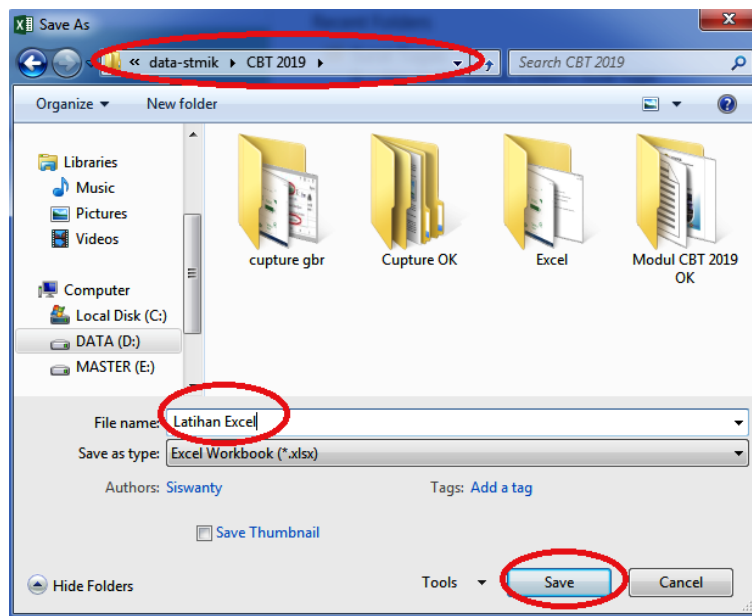 Save As
« data-stmik ▸ CBT 2019 ▸
Search CBT 2019
Organize
New folder
Libraries
Music
Pictures
Videos
Computer
Local Disk (C:)
DATA (D:)
MASTER (E:)
cupture gbr
Cupture OK
Excel
Modul CBT 2019
OK
File name: Latihan Excel
Save as type: Excel Workbook (*.xlsx)
Authors: Siswanty
Tags: Add a tag
Save Thumbnail
Hide Folders
Tools
Save
Cancel